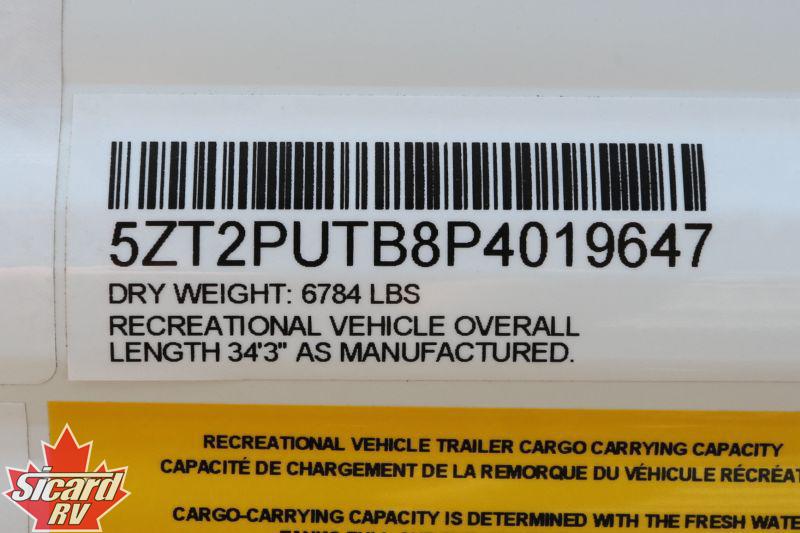 5ZT2PUTB8P4019647
DRY WEIGHT: 6784 LBS
RECREATIONAL VEHICLE OVERALL
LENGTH 34'3" AS MANUFACTURED.
RECREATIONAL VEHICLE TRAILER CARGO CARRYING CAPACITY
CAPACITÉ DE CHARGEMENT DE LA REMORQUE DU VÉHICULE RÉCRÉAT
CARGO-CARRYING CAPACITY IS DETERMINED WITH THE FRESH WATE
Sicard
RV